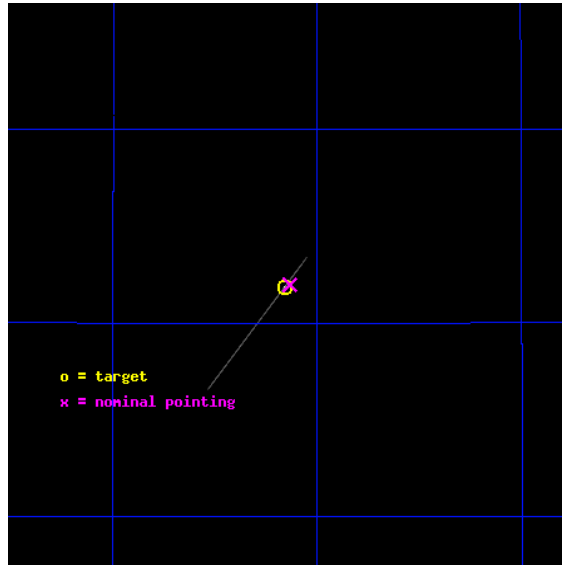 o = target
x = nominal pointing